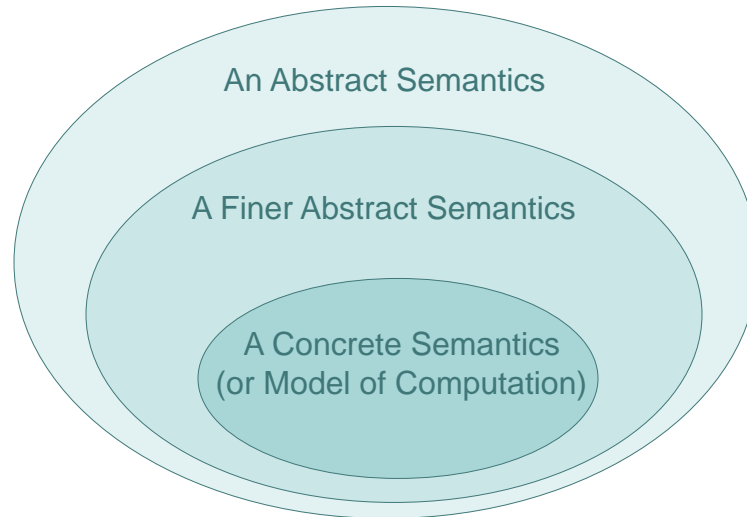 An Abstract Semantics
A Finer Abstract Semantics
A Concrete Semantics
(or Model of Computation)